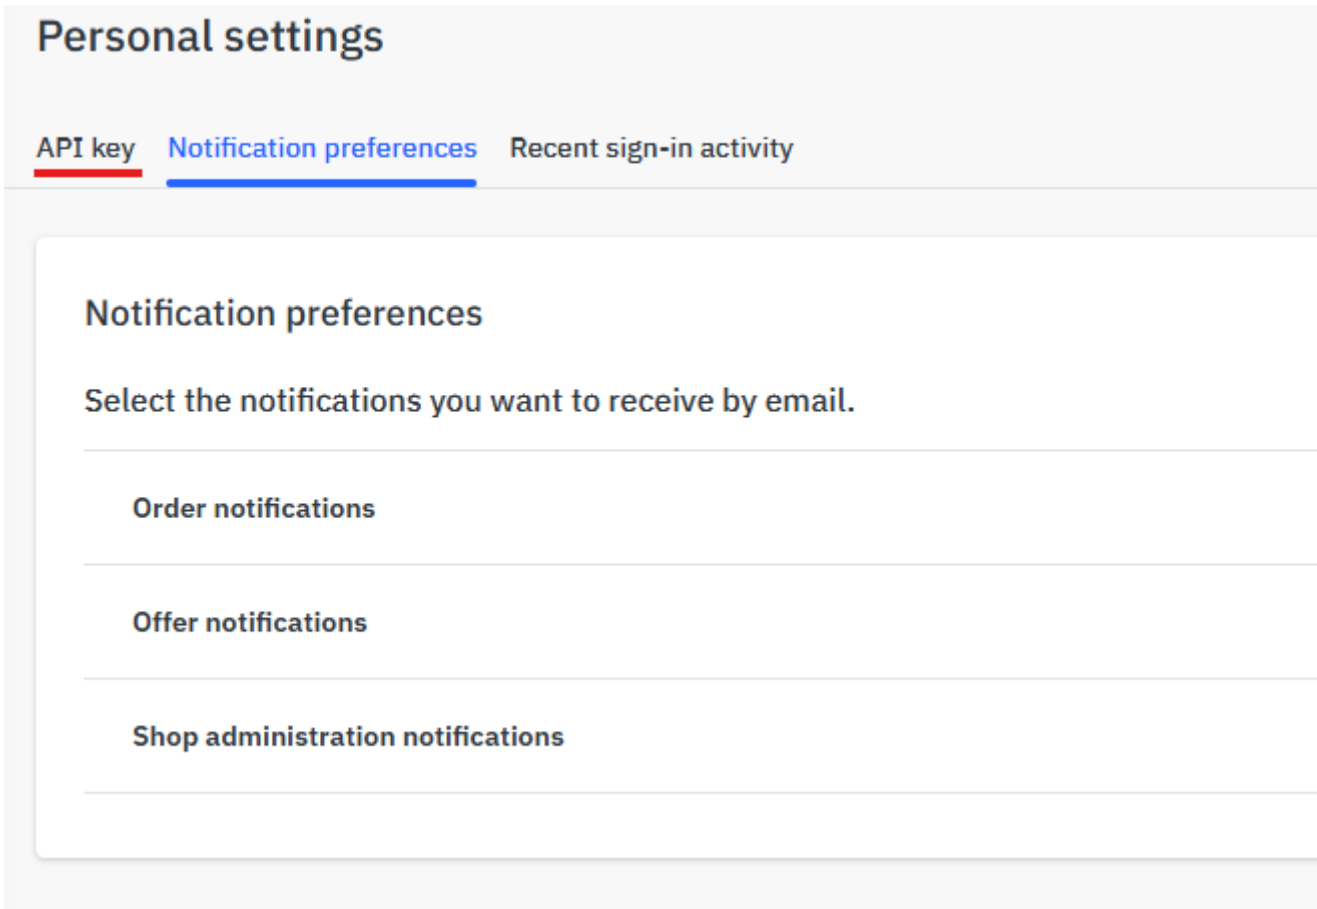 Personal settings
API key Notification preferences Recent sign-in activity
Notification preferences
Select the notifications you want to receive by email.
Order notifications
Offer notifications
Shop administration notifications